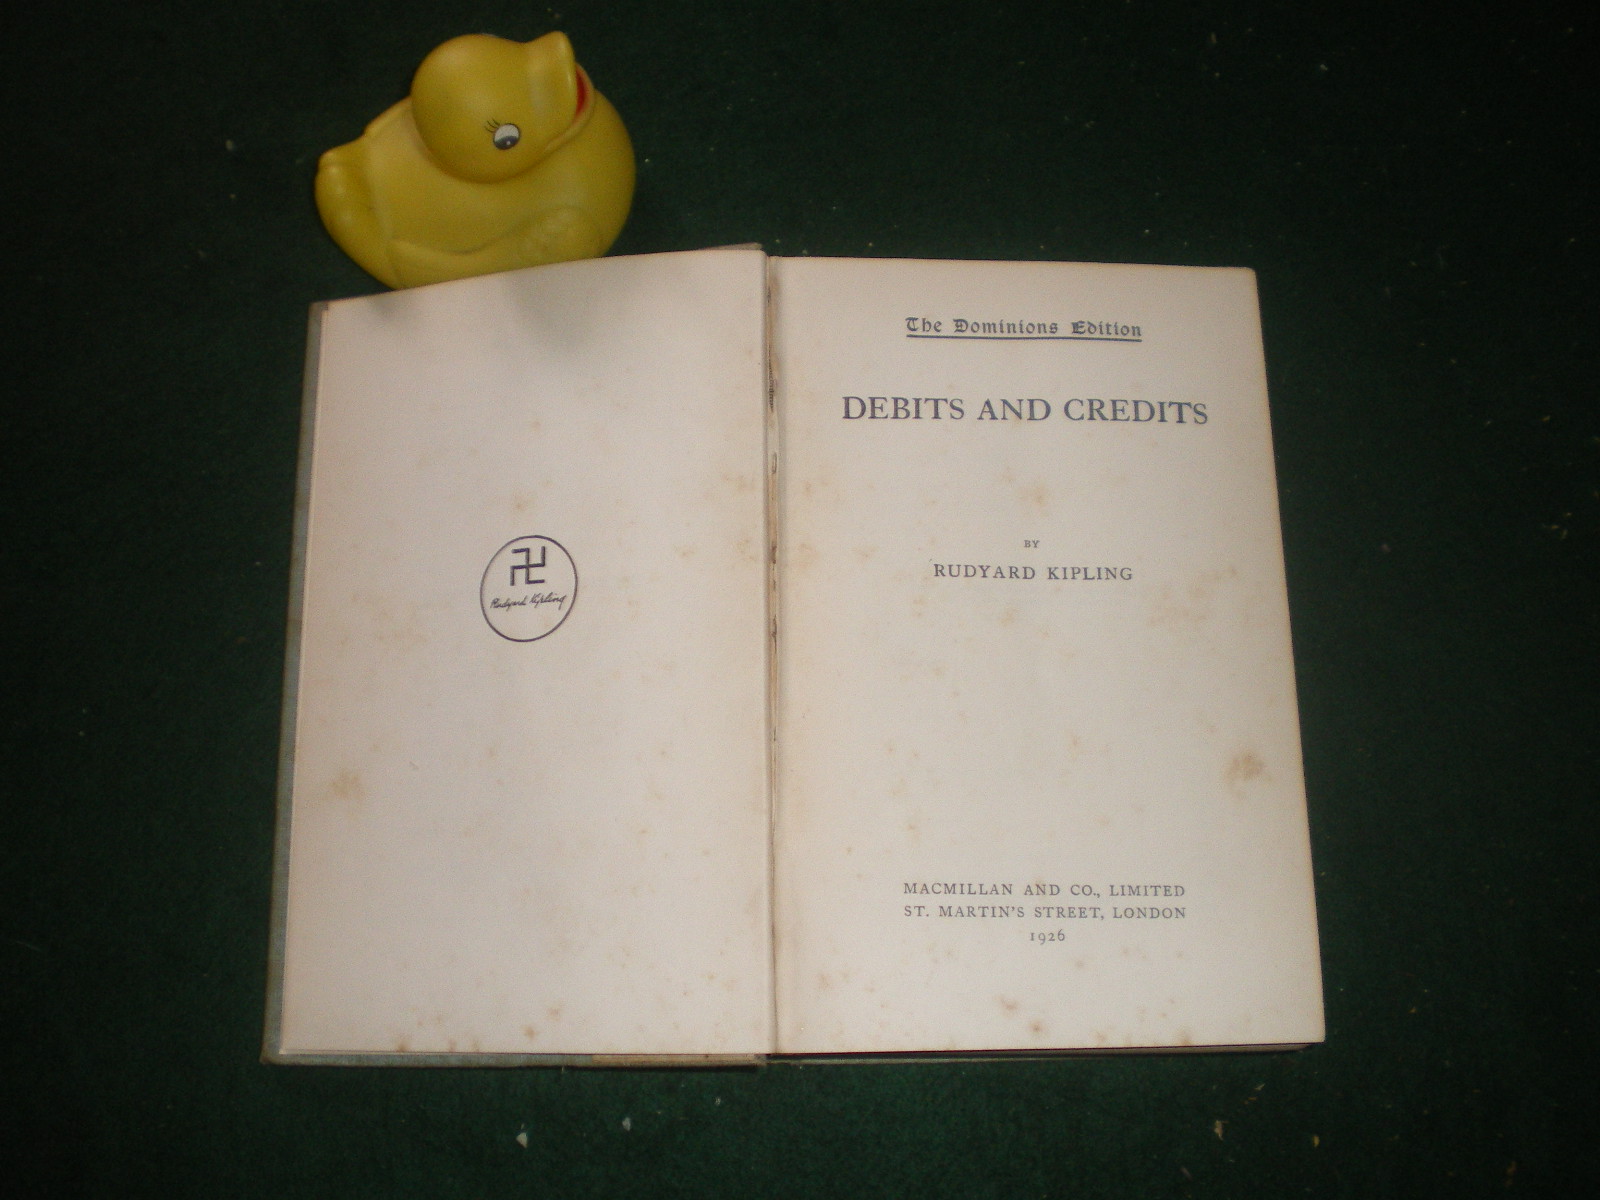 Rudyard Kipling
The Dominions Edition
DEBITS AND CREDITS
BY
RUDYARD KIPLING
MACMILLAN AND CO., LIMITED
ST. MARTIN'S STREET, LONDON
1926